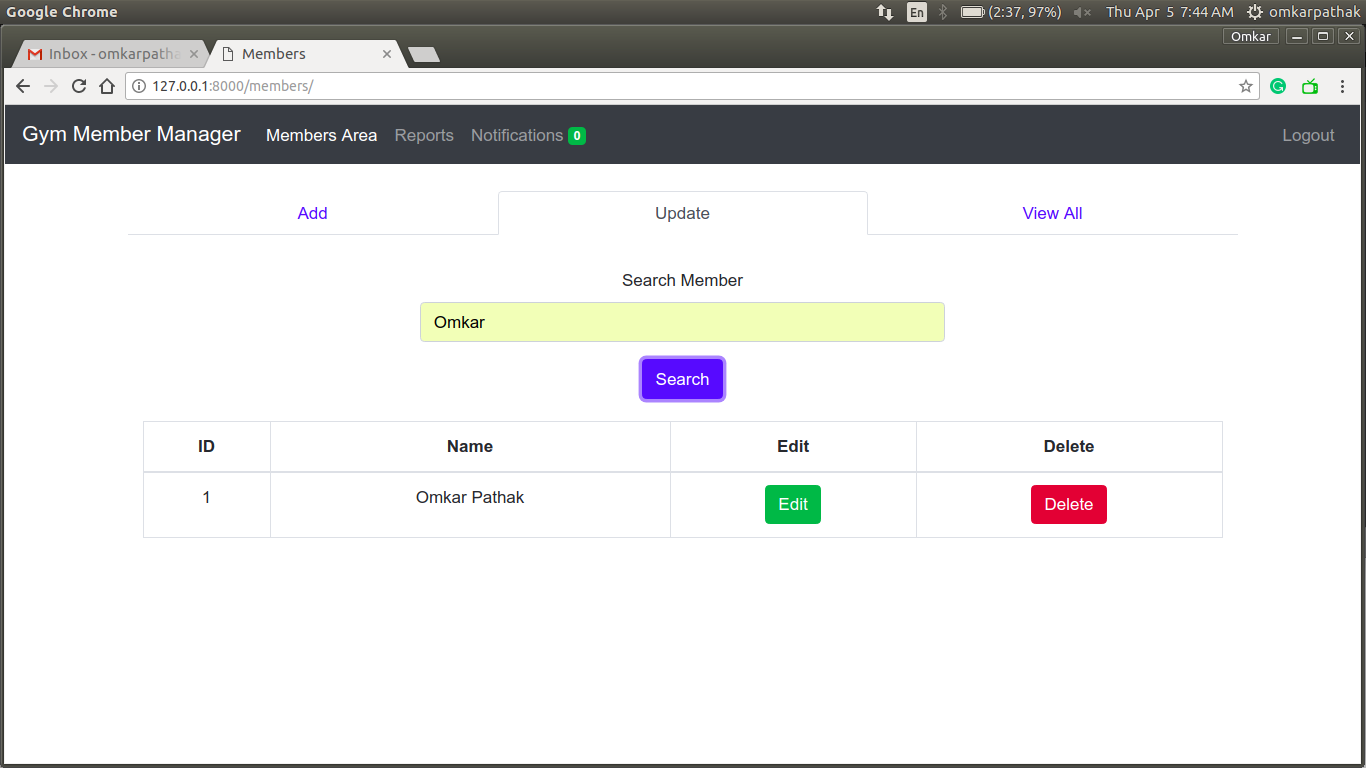 Google Chrome En (2:37, 97%) Thu Apr 5 7:44 AM omkarpathak
Omkar
Inbox - omkarpatha Members
127.0.0.1:8000/members/
Gym Member Manager Members Area Reports Notifications 0 Logout
Add Update View All
Search Member
Omkar
Search
ID Name Edit Delete
1 Omkar Pathak Edit Delete